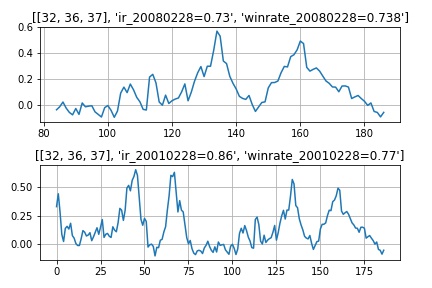 [[32, 36, 37], 'ir_20080228=0.73', 'winrate_20080228=0.738']
0.6
0.4
0.2
0.0
80 100 120 140 160 180
[[32, 36, 37], 'ir_20010228=0.86', 'winrate_20010228=0.77']
0.50
0.25
0.00
0 25 50 75 100 125 150 175